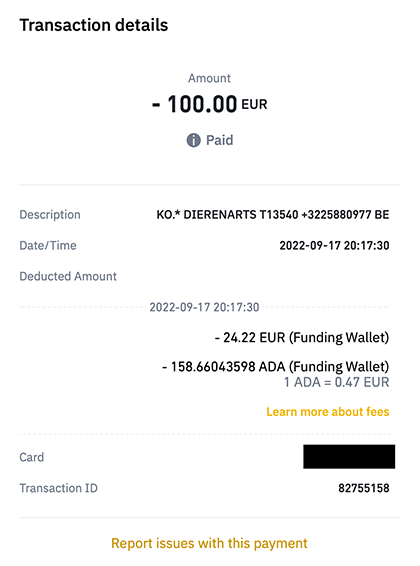 Transaction details
Amount
- 100.00 EUR
Paid
Description KO.* DIERENARTS T13540 +3225880977 BE
Date/Time 2022-09-17 20:17:30
Deducted Amount
2022-09-17 20:17:30
- 24.22 EUR (Funding Wallet)
- 158.66043598 ADA (Funding Wallet)
1 ADA = 0.47 EUR
Learn more about fees
Card
Transaction ID 82755158
Report issues with this payment